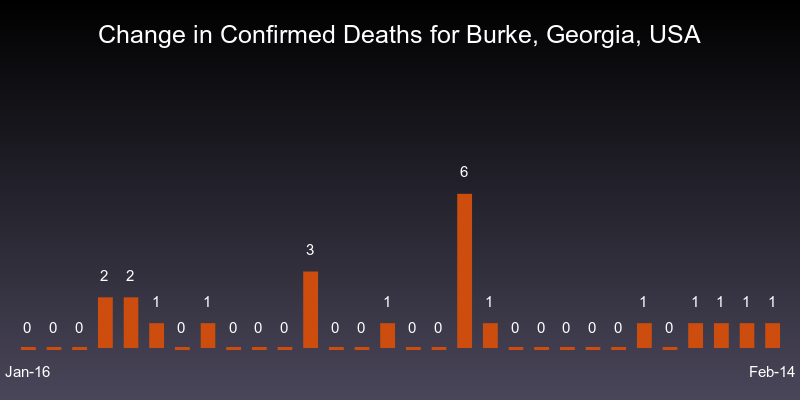 Change in Confirmed Deaths for Burke, Georgia, USA
6
3
2 2
1 1 1 1 1 1 1 1 1
0 0 0 0 0 0 0 0 0 0 0 0 0 0 0 0 0 0
Jan-16 Feb-14